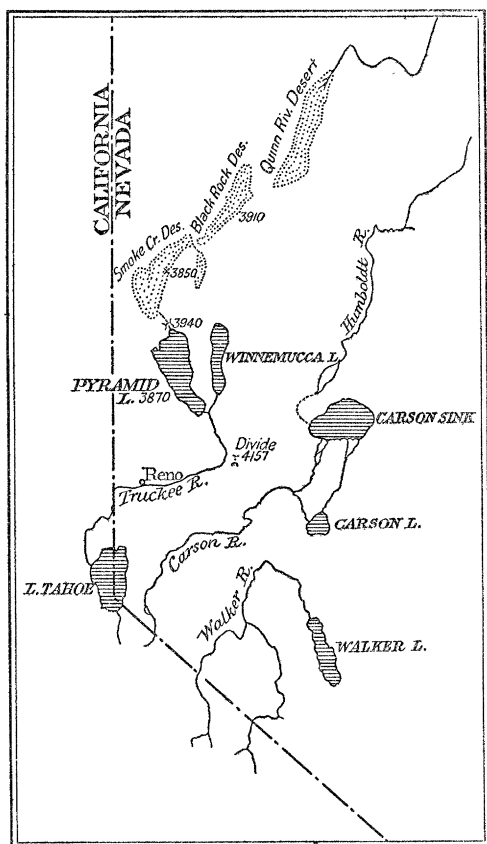 CALIFORNIA
NEVADA
Quinn Riv. Desert
Black Rock Des.
3910
Smoke Cr. Des.
3850
Humboldt R.
3940
WINNEMUCCA L.
PYRAMID
L. 3870
CARSON SINK
Divide
4157
Reno
Truckee R.
CARSON L.
Carson R.
L. TAHOE
Walker R.
WALKER L.